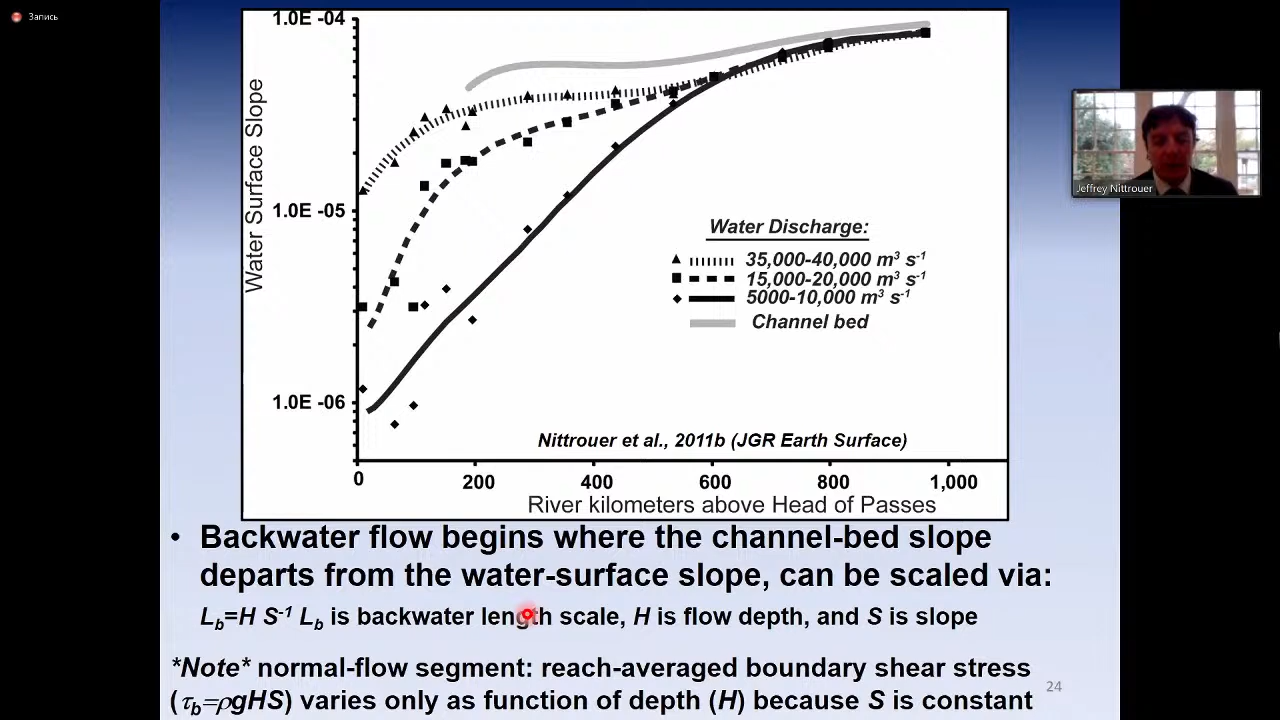 Запись
1.0E -04
1.0E -05
1.0E -06
Water Surface Slope
Water Discharge:
35,000-40,000 m³ s⁻¹
15,000-20,000 m³ s⁻¹
5000-10,000 m³ s⁻¹
Channel bed
Nittrouer et al., 2011b (JGR Earth Surface)
0 200 400 600 800 1,000
River kilometers above Head of Passes
Jeffrey Nittrouer
• Backwater flow begins where the channel-bed slope
departs from the water-surface slope, can be scaled via:
L_b=H S⁻¹ L_b is backwater length scale, H is flow depth, and S is slope
*Note* normal-flow segment: reach-averaged boundary shear stress
(τ_b=ρgHS) varies only as function of depth (H) because S is constant
24